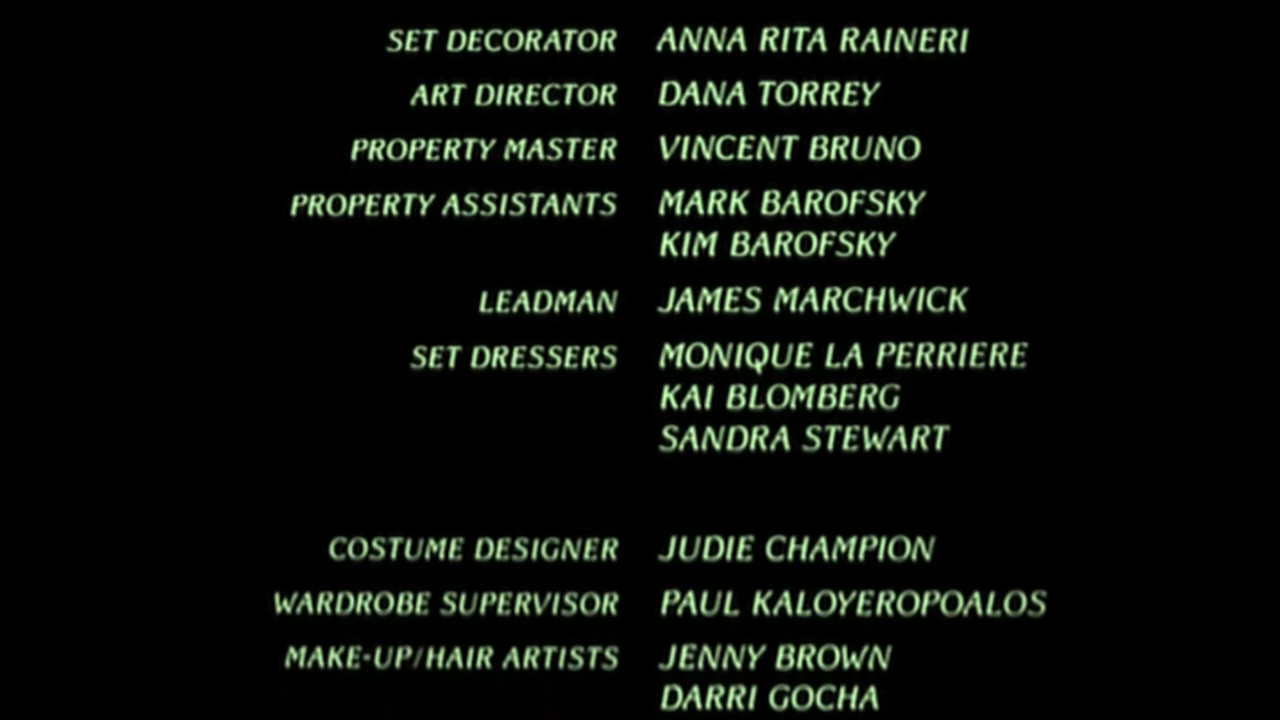 SET DECORATOR ANNA RITA RAINERI
ART DIRECTOR DANA TORREY
PROPERTY MASTER VINCENT BRUNO
PROPERTY ASSISTANTS MARK BAROFSKY
KIM BAROFSKY
LEADMAN JAMES MARCHWICK
SET DRESSERS MONIQUE LA PERRIERE
KAI BLOMBERG
SANDRA STEWART
COSTUME DESIGNER JUDIE CHAMPION
WARDROBE SUPERVISOR PAUL KALOYEROPOALOS
MAKE-UP/HAIR ARTISTS JENNY BROWN
DARRI GOCHA